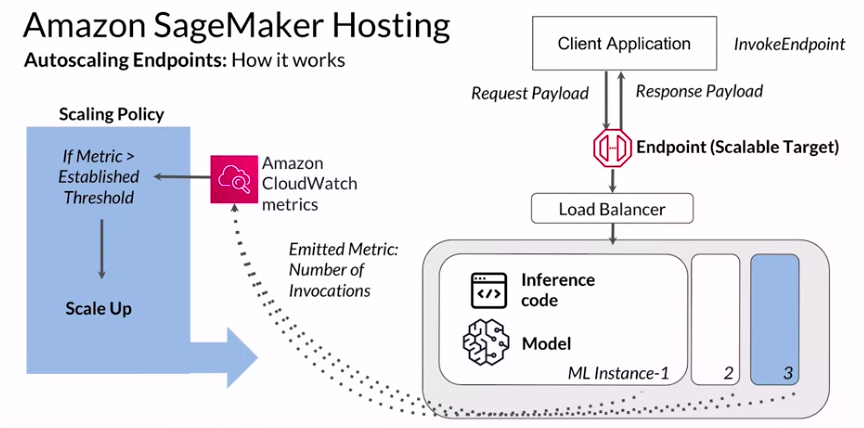 Amazon SageMaker Hosting
Autoscaling Endpoints: How it works
Client Application
InvokeEndpoint
Request Payload
Response Payload
Endpoint (Scalable Target)
Load Balancer
Scaling Policy
If Metric >
Established
Threshold
Scale Up
Amazon
CloudWatch
metrics
Emitted Metric:
Number of
Invocations
Inference
code
Model
ML Instance-1
2
3